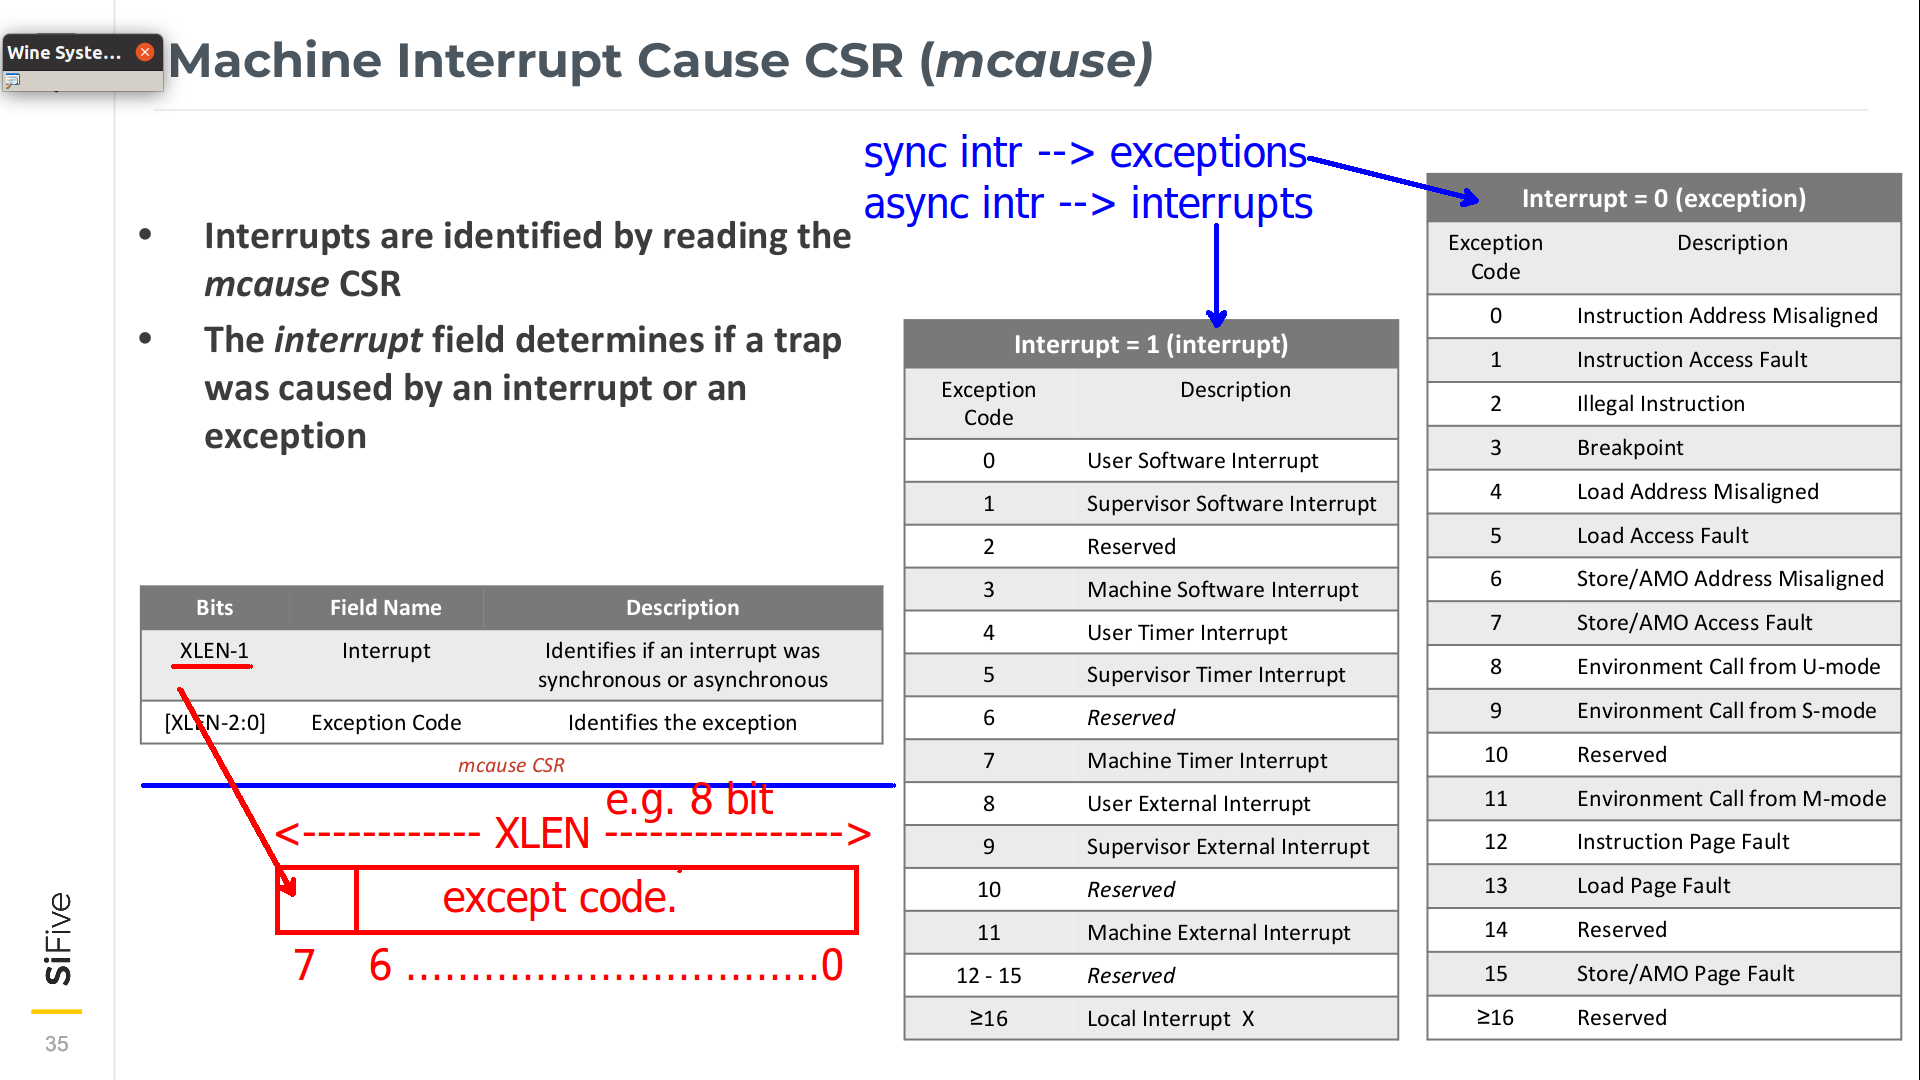 Wine Syste...
Machine Interrupt Cause CSR (mcause)
sync intr --> exceptions
async intr --> interrupts
• Interrupts are identified by reading the
mcause CSR
• The interrupt field determines if a trap
was caused by an interrupt or an
exception
Bits Field Name Description
XLEN-1 Interrupt Identifies if an interrupt was
synchronous or asynchronous
[XLEN-2:0] Exception Code Identifies the exception
mcause CSR
e.g. 8 bit
<------------ XLEN ---------------->
except code.
7 6 ................................0
Interrupt = 1 (interrupt)
Exception
Code
Description
0 User Software Interrupt
1 Supervisor Software Interrupt
2 Reserved
3 Machine Software Interrupt
4 User Timer Interrupt
5 Supervisor Timer Interrupt
6 Reserved
7 Machine Timer Interrupt
8 User External Interrupt
9 Supervisor External Interrupt
10 Reserved
11 Machine External Interrupt
12 - 15 Reserved
≥16 Local Interrupt X
Interrupt = 0 (exception)
Exception
Code
Description
0 Instruction Address Misaligned
1 Instruction Access Fault
2 Illegal Instruction
3 Breakpoint
4 Load Address Misaligned
5 Load Access Fault
6 Store/AMO Address Misaligned
7 Store/AMO Access Fault
8 Environment Call from U-mode
9 Environment Call from S-mode
10 Reserved
11 Environment Call from M-mode
12 Instruction Page Fault
13 Load Page Fault
14 Reserved
15 Store/AMO Page Fault
≥16 Reserved
SiFive
35